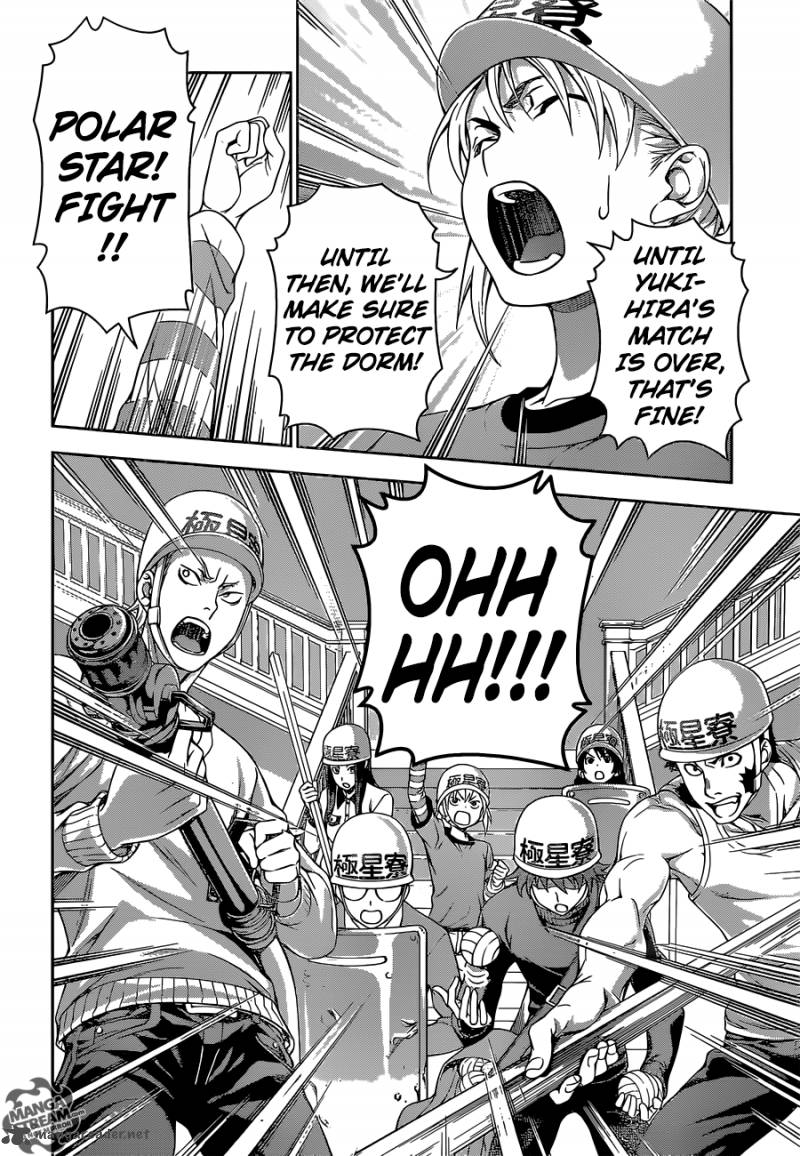 寮
UNTIL
YUKI-
HIRA'S
MATCH
IS OVER,
THAT'S
FINE!
UNTIL
THEN, WE'LL
MAKE SURE
TO PROTECT
THE DORM!
POLAR
STAR!
FIGHT
!!
OHH
HH!!!
極星寮
極星寮
極星寮
極星寮
極星寮
極星寮
MANGA
STREAM.com